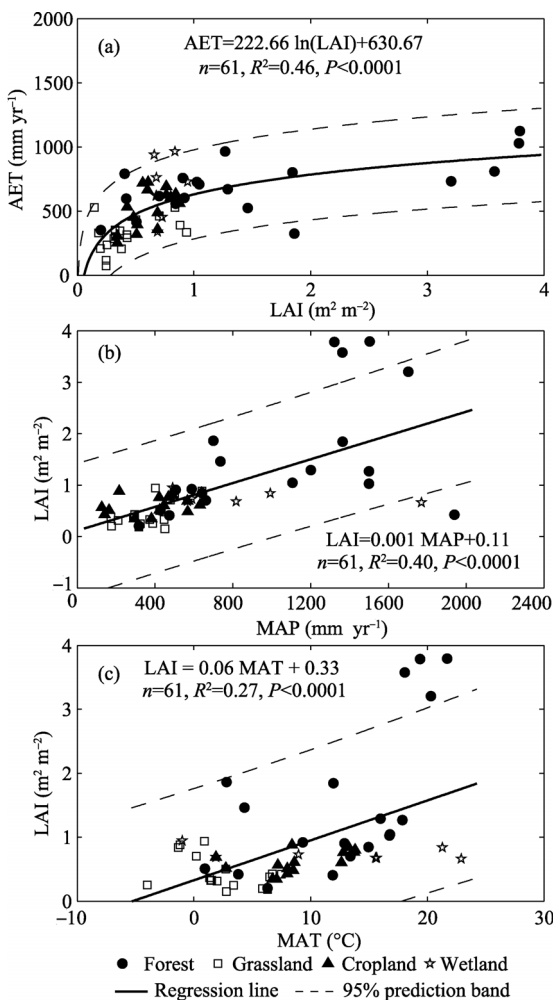 2000
(a)
AET=222.66 ln(LAI)+630.67
n=61, R²=0.46, P<0.0001
1500
1000
500
0
AET (mm yr⁻¹)
0 1 2 3 4
LAI (m² m⁻²)
4
(b)
3
2
1
0
−1
LAI (m² m⁻²)
LAI=0.001 MAP+0.11
n=61, R²=0.40, P<0.0001
0 400 800 1200 1600 2000 2400
MAP (mm yr⁻¹)
4
(c)
LAI = 0.06 MAT + 0.33
n=61, R²=0.27, P<0.0001
3
2
1
0
LAI (m² m⁻²)
−10 0 10 20 30
MAT (°C)
Forest Grassland Cropland Wetland
Regression line 95% prediction band